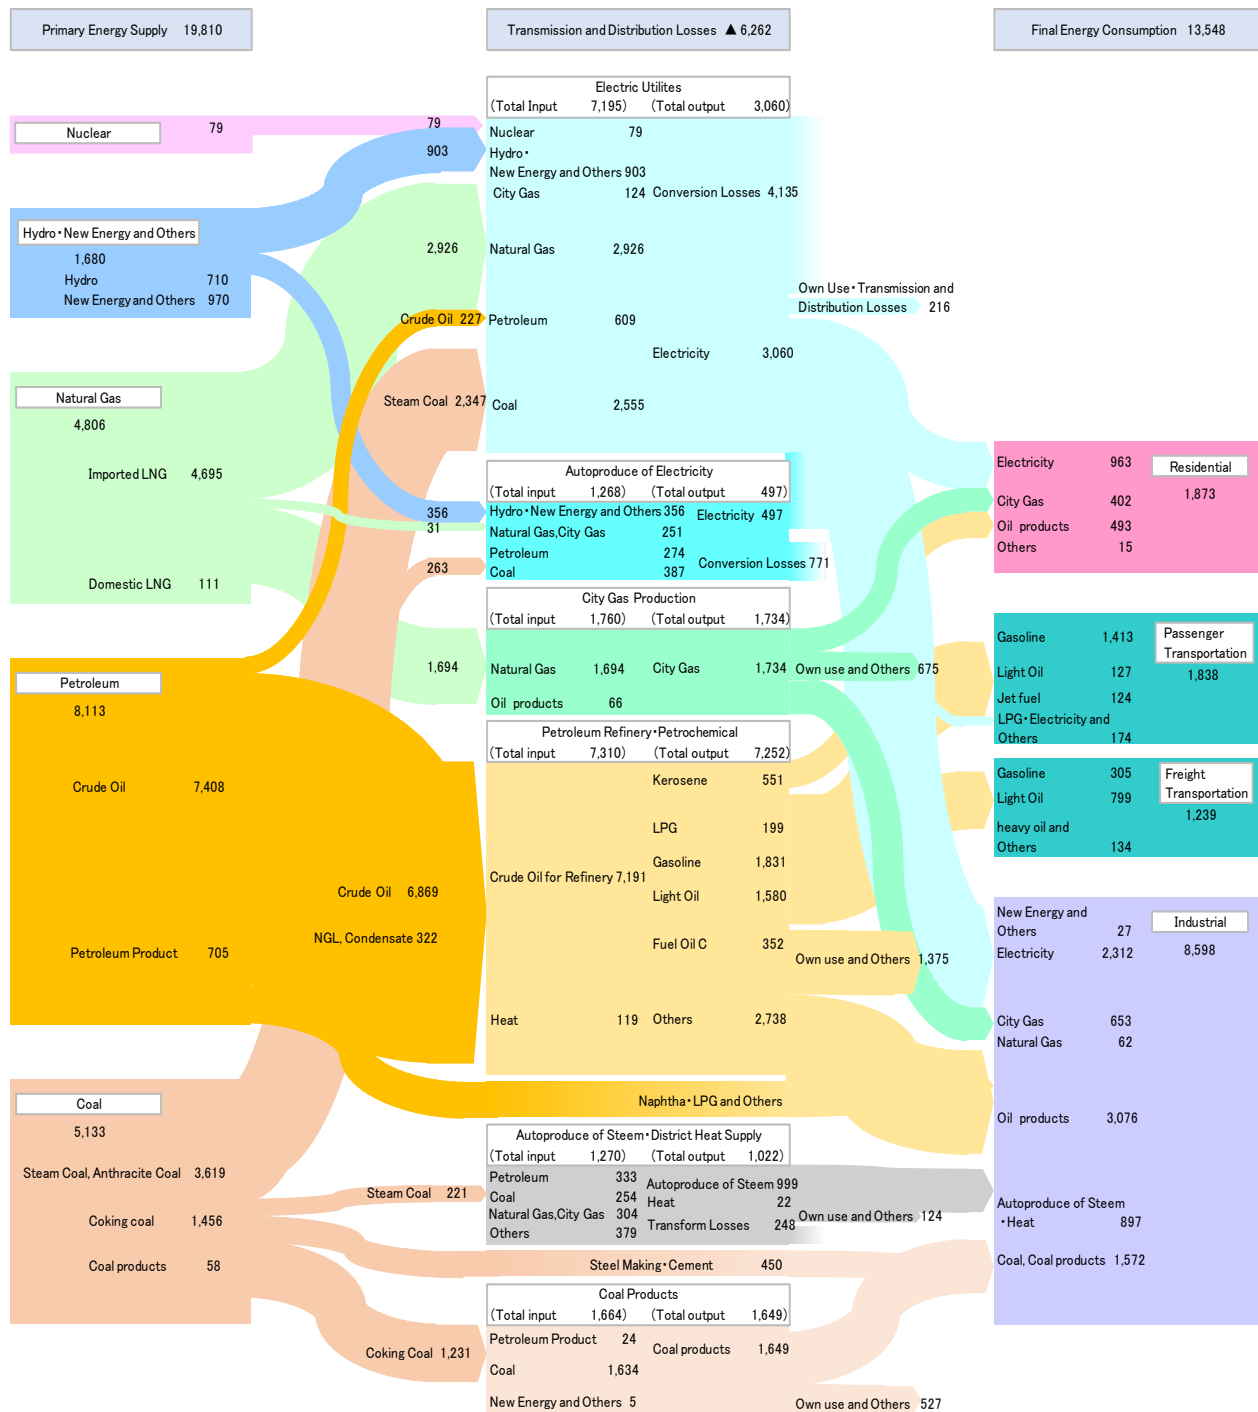 Primary Energy Supply 19,810
Transmission and Distribution Losses ▲ 6,262
Final Energy Consumption 13,548
Nuclear
79
79
Hydro・New Energy and Others
1,680
Hydro 710
New Energy and Others 970
903
356
Natural Gas
4,806
Imported LNG 4,695
Domestic LNG 111
2,926
31
1,694
Petroleum
8,113
Crude Oil 7,408
Petroleum Product 705
Crude Oil 227
Crude Oil 6,869
NGL, Condensate 322
Coal
5,133
Steam Coal, Anthracite Coal 3,619
Coking coal 1,456
Coal products 58
Steam Coal 2,347
263
Steam Coal 221
Coking Coal 1,231
Electric Utilites
(Total Input 7,195) (Total output 3,060)
Nuclear 79
Hydro・
New Energy and Others 903
City Gas 124 Conversion Losses 4,135
Natural Gas 2,926
Petroleum 609
Electricity 3,060
Coal 2,555
Own Use・Transmission and
Distribution Losses 216
Autoproduce of Electricity
(Total input 1,268) (Total output 497)
Hydro・New Energy and Others 356 Electricity 497
Natural Gas,City Gas 251
Petroleum 274
Coal 387
Conversion Losses 771
City Gas Production
(Total input 1,760) (Total output 1,734)
Natural Gas 1,694 City Gas 1,734
Oil products 66
Own use and Others 675
Petroleum Refinery・Petrochemical
(Total input 7,310) (Total output 7,252)
Kerosene 551
LPG 199
Gasoline 1,831
Crude Oil for Refinery 7,191
Light Oil 1,580
Fuel Oil C 352
Heat 119 Others 2,738
Own use and Others 1,375
Naphtha・LPG and Others
Autoproduce of Steem・District Heat Supply
(Total input 1,270) (Total output 1,022)
Petroleum 333
Coal 254
Natural Gas,City Gas 304
Others 379
Autoproduce of Steem 999
Heat 22
Transform Losses 248
Own use and Others 124
Steel Making・Cement 450
Coal Products
(Total input 1,664) (Total output 1,649)
Petroleum Product 24
Coal products 1,649
Coal 1,634
New Energy and Others 5
Own use and Others 527
Residential
1,873
Electricity 963
City Gas 402
Oil products 493
Others 15
Passenger
Transportation
1,838
Gasoline 1,413
Light Oil 127
Jet fuel 124
LPG・Electricity and
Others 174
Freight
Transportation
1,239
Gasoline 305
Light Oil 799
heavy oil and
Others 134
Industrial
8,598
New Energy and
Others 27
Electricity 2,312
City Gas 653
Natural Gas 62
Oil products 3,076
Autoproduce of Steem
・Heat 897
Coal, Coal products 1,572